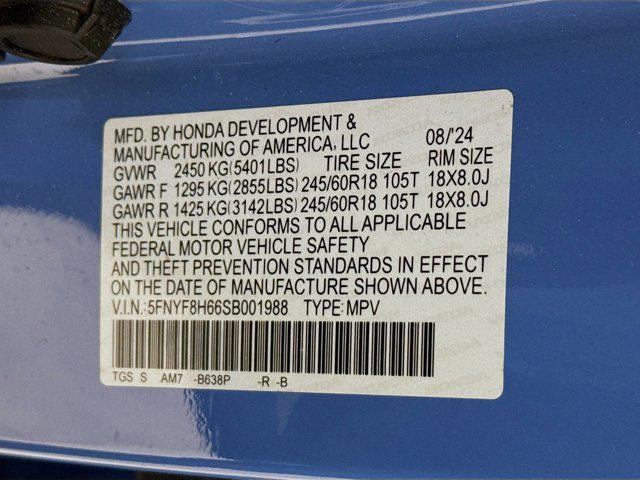 MFD. BY HONDA DEVELOPMENT &
MANUFACTURING OF AMERICA, LLC 08/'24
GVWR 2450 KG(5401LBS) TIRE SIZE RIM SIZE
GAWR F 1295 KG(2855LBS) 245/60R18 105T 18X8.0J
GAWR R 1425 KG(3142LBS) 245/60R18 105T 18X8.0J
THIS VEHICLE CONFORMS TO ALL APPLICABLE
FEDERAL MOTOR VEHICLE SAFETY
AND THEFT PREVENTION STANDARDS IN EFFECT
ON THE DATE OF MANUFACTURE SHOWN ABOVE.
V.I.N.: 5FNYF8H66SB001988 TYPE: MPV
TGS S AM7 -B638P -R -B